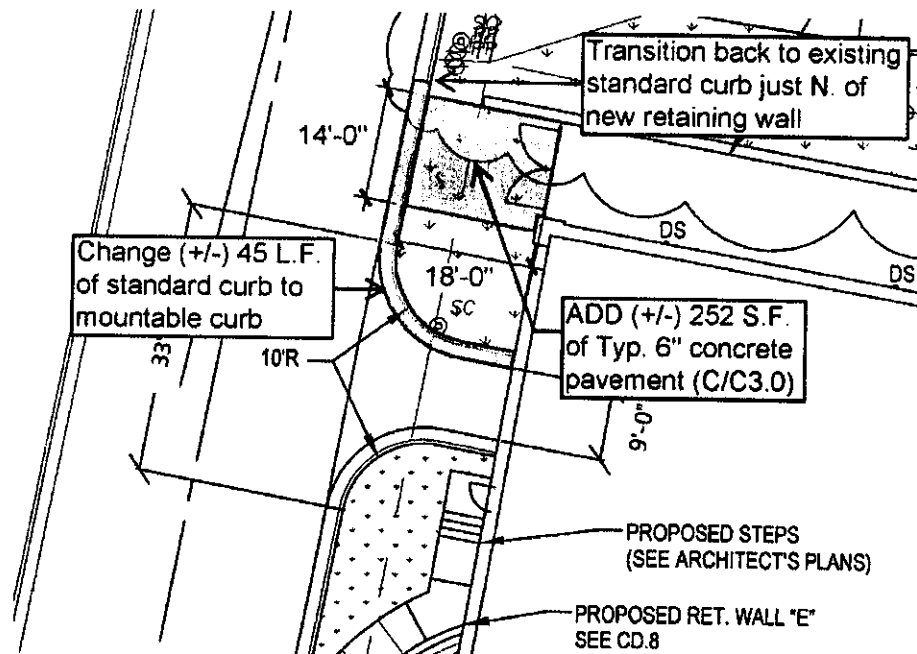 Transition back to existing
standard curb just N. of
new retaining wall
14'-0"
S
DS
DS
Change (+/-) 45 L.F.
of standard curb to
mountable curb
18'-0"
SC
ADD (+/-) 252 S.F.
of Typ. 6" concrete
pavement (C/C3.0)
33'
10'R
9'-0"
PROPOSED STEPS
(SEE ARCHITECT'S PLANS)
PROPOSED RET. WALL "E"
SEE CD.8